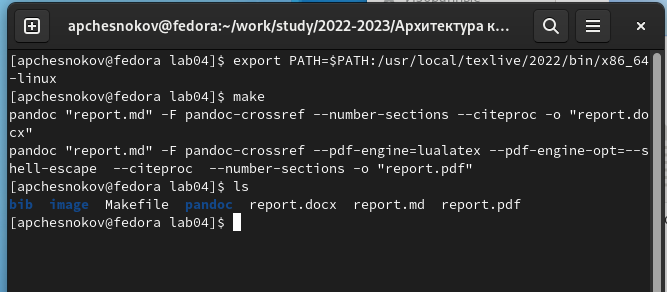 apchesnokov@fedora:~/work/study/2022-2023/Архитектура к…
[apchesnokov@fedora lab04]$ export PATH=$PATH:/usr/local/texlive/2022/bin/x86_64
-linux
[apchesnokov@fedora lab04]$ make
pandoc "report.md" -F pandoc-crossref --number-sections --citeproc -o "report.do
cx"
pandoc "report.md" -F pandoc-crossref --pdf-engine=lualatex --pdf-engine-opt=--s
hell-escape  --citeproc  --number-sections -o "report.pdf"
[apchesnokov@fedora lab04]$ ls
bib  image  Makefile  pandoc  report.docx  report.md  report.pdf
[apchesnokov@fedora lab04]$